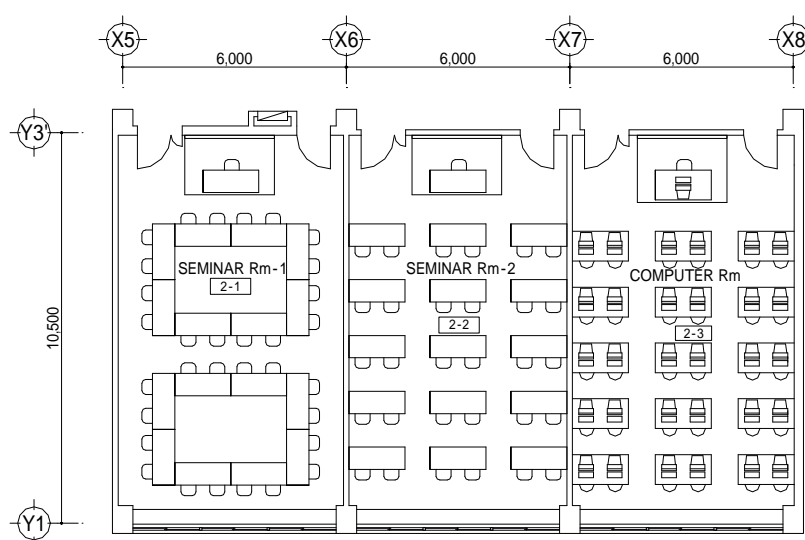 X5
X6
X7
X8
6,000
6,000
6,000
Y3'
10,500
SEMINAR Rm-1
2-1
SEMINAR Rm-2
2-2
COMPUTER Rm
2-3
Y1